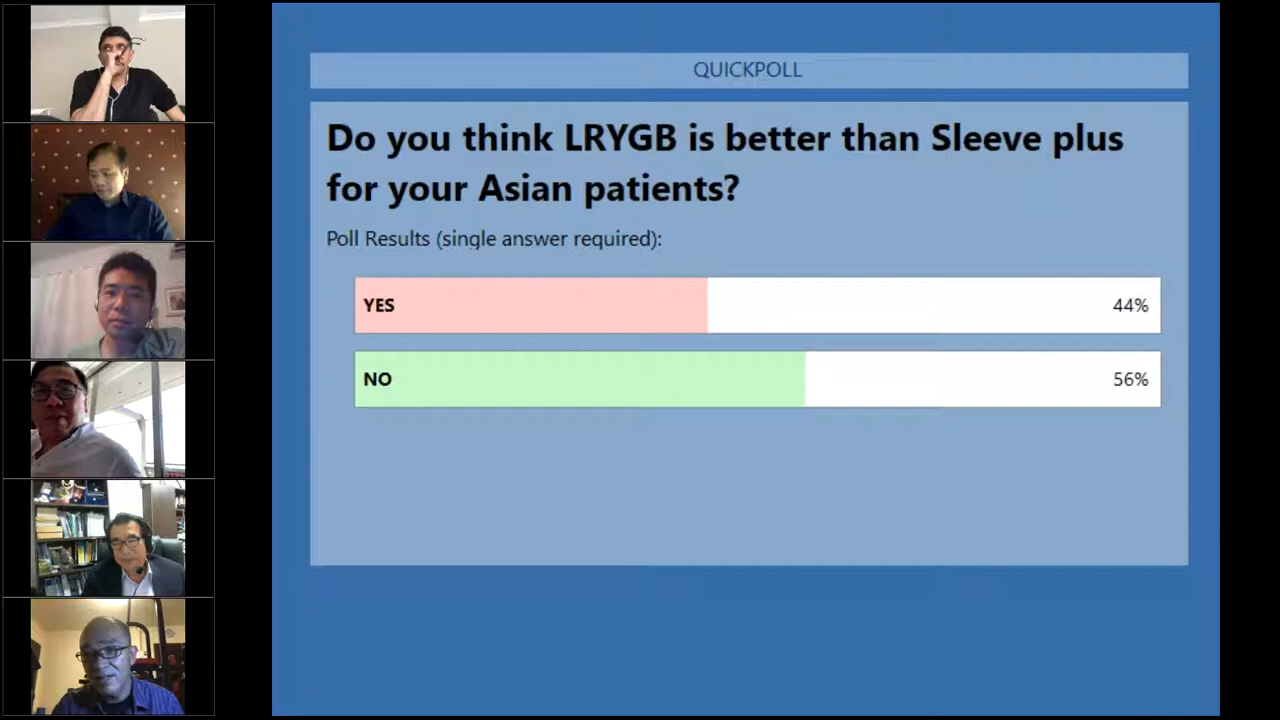 QUICKPOLL
Do you think LRYGB is better than Sleeve plus
for your Asian patients?
Poll Results (single answer required):
YES 44%
NO 56%